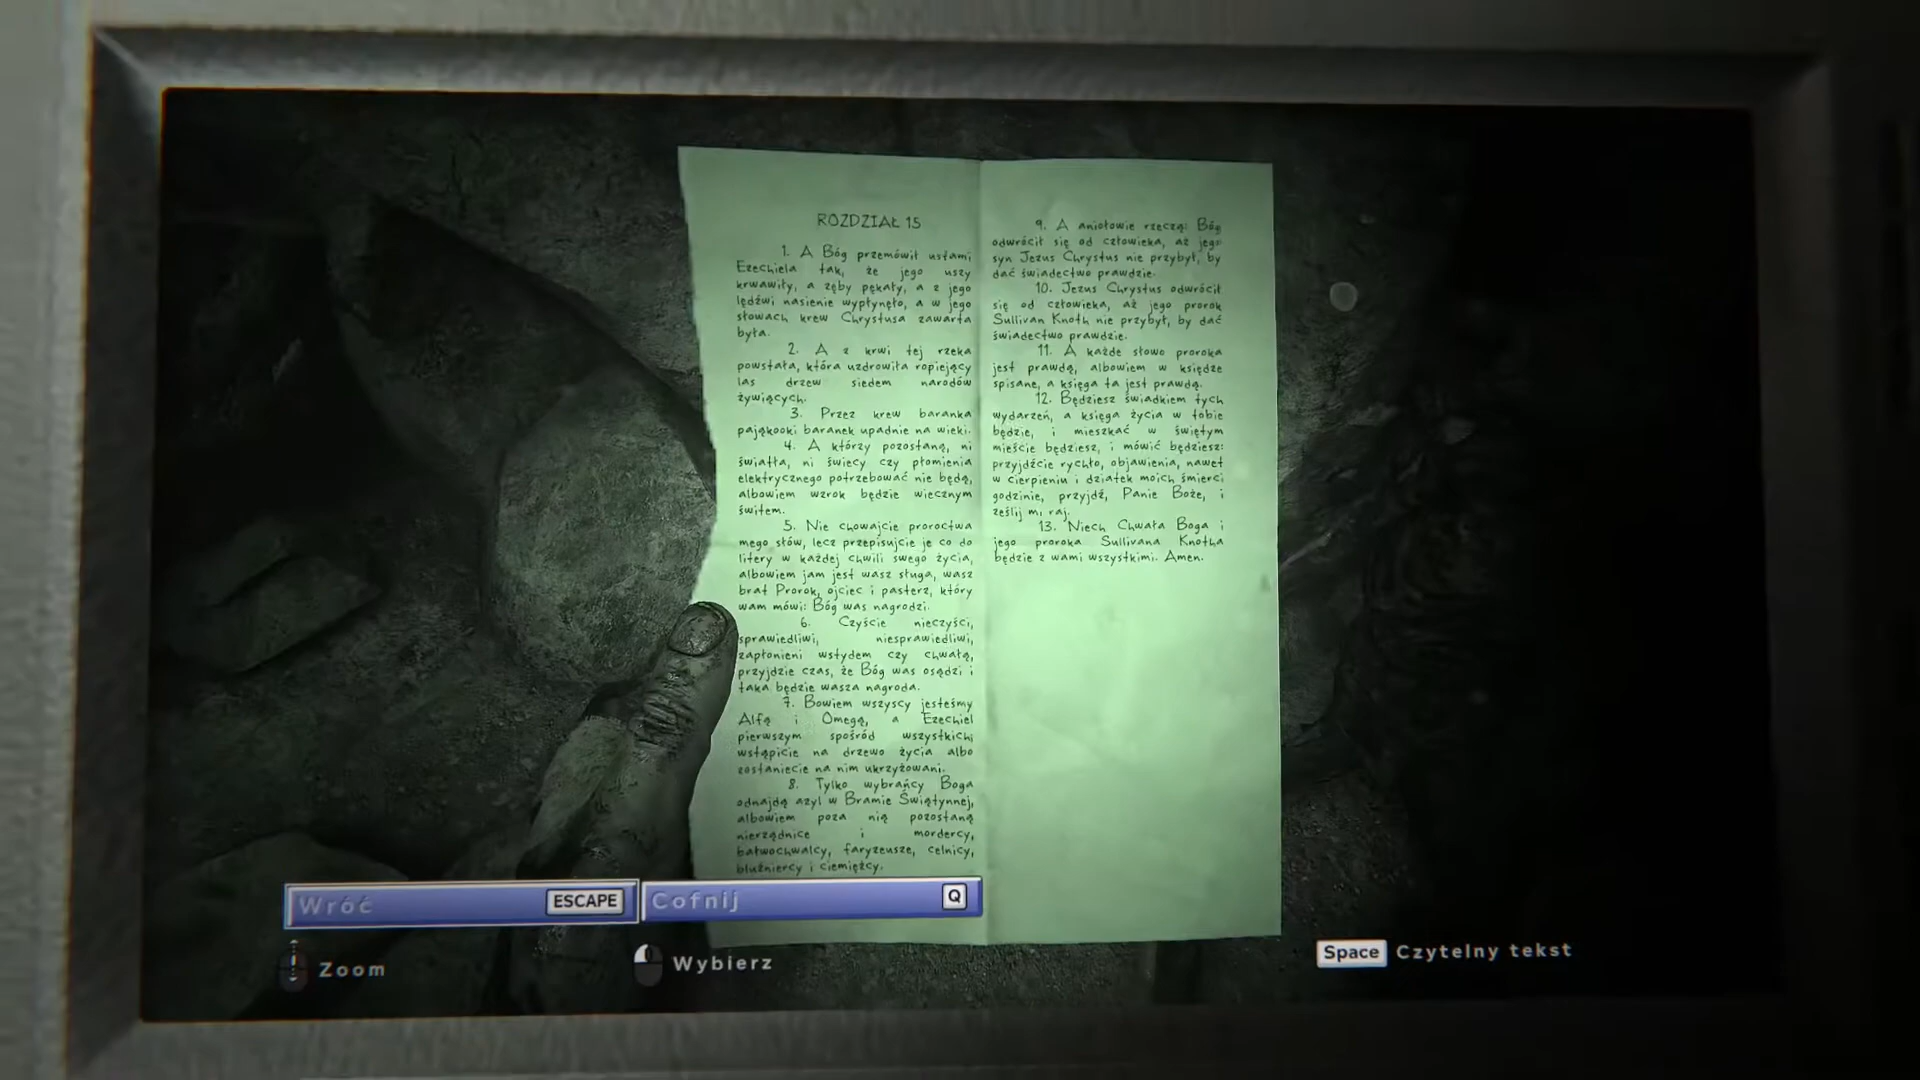 ROZDZIAŁ 15
1. A Bóg przemówił ustami
Ezechiela tak, że jego uszy
krwawiły, a zęby pękały, a z jego
lędźwi nasienie wypłynęło, a w jego
słowach krew Chrystusa zawarta
była.
2. A z krwi tej rzeka
powstała, która uzdrowiła ropiejący
las drzew siedem narodów
żywiących.
3. Przez krew baranka
pająkooki baranek upadnie na wieki.
4. A którzy pozostaną, ni
światła, ni świecy czy płomienia
elektrycznego potrzebować nie będą,
albowiem wzrok będzie wiecznym
świtem.
5. Nie chowajcie proroctwa
mego słów, lecz przepisujcie je co do
litery w każdej chwili swego życia,
albowiem jam jest wasz sługa, wasz
brat Prorok, ojciec i pasterz, który
wam mówi: Bóg was nagrodzi.
6. Czyście nieczyści,
sprawiedliwi, niesprawiedliwi,
zapłonieni wstydem czy chwałą,
przyjdzie czas, że Bóg was osądzi i
taka będzie wasza nagroda.
7. Bowiem wszyscy jesteśmy
Alfą i Omegą, a Ezechiel
pierwszym spośród wszystkich;
wstąpicie na drzewo życia albo
zostaniecie na nim ukrzyżowani.
8. Tylko wybrańcy Boga
odnajdą azyl w Bramie Świątynnej,
albowiem poza nią pozostaną
nierządnice i mordercy,
bałwochwalcy, faryzeusze, celnicy,
bluźniercy i ciemiężcy.
9. A aniołowie rzeczą: Bóg
odwrócił się od człowieka, aż jego
syn Jezus Chrystus nie przybył, by
dać świadectwo prawdzie.
10. Jezus Chrystus odwrócił
się od człowieka, aż jego prorok
Sullivan Knoth nie przybył, by dać
świadectwo prawdzie.
11. A każde słowo proroka
jest prawdą, albowiem w księdze
spisane, a księga ta jest prawdą.
12. Będziesz świadkiem tych
wydarzeń, a księga życia w tobie
będzie, i mieszkać w świętym
mieście będziesz, i mówić będziesz:
przyjdźcie rychło, objawienia, nawet
w cierpieniu i dziatek moich śmierci
godzinie, przyjdź, Panie Boże, i
ześlij mi raj.
13. Niech Chwała Boga i
jego proroka Sullivana Knotha
będzie z wami wszystkimi. Amen.
Wróć ESCAPE Cofnij Q
Zoom Wybierz Space Czytelny tekst